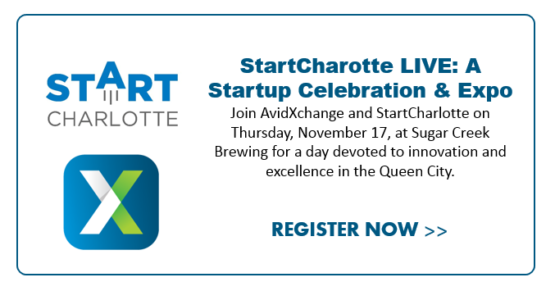 START
CHARLOTTE
X
StartCharotte LIVE: A
Startup Celebration & Expo
Join AvidXchange and StartCharlotte on
Thursday, November 17, at Sugar Creek
Brewing for a day devoted to innovation and
excellence in the Queen City.
REGISTER NOW >>